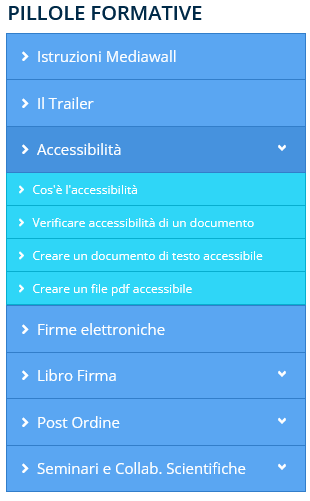 PILLOLE FORMATIVE
Istruzioni Mediawall
Il Trailer
Accessibilità
Cos'è l'accessibilità
Verificare accessibilità di un documento
Creare un documento di testo accessibile
Creare un file pdf accessibile
Firme elettroniche
Libro Firma
Post Ordine
Seminari e Collab. Scientifiche